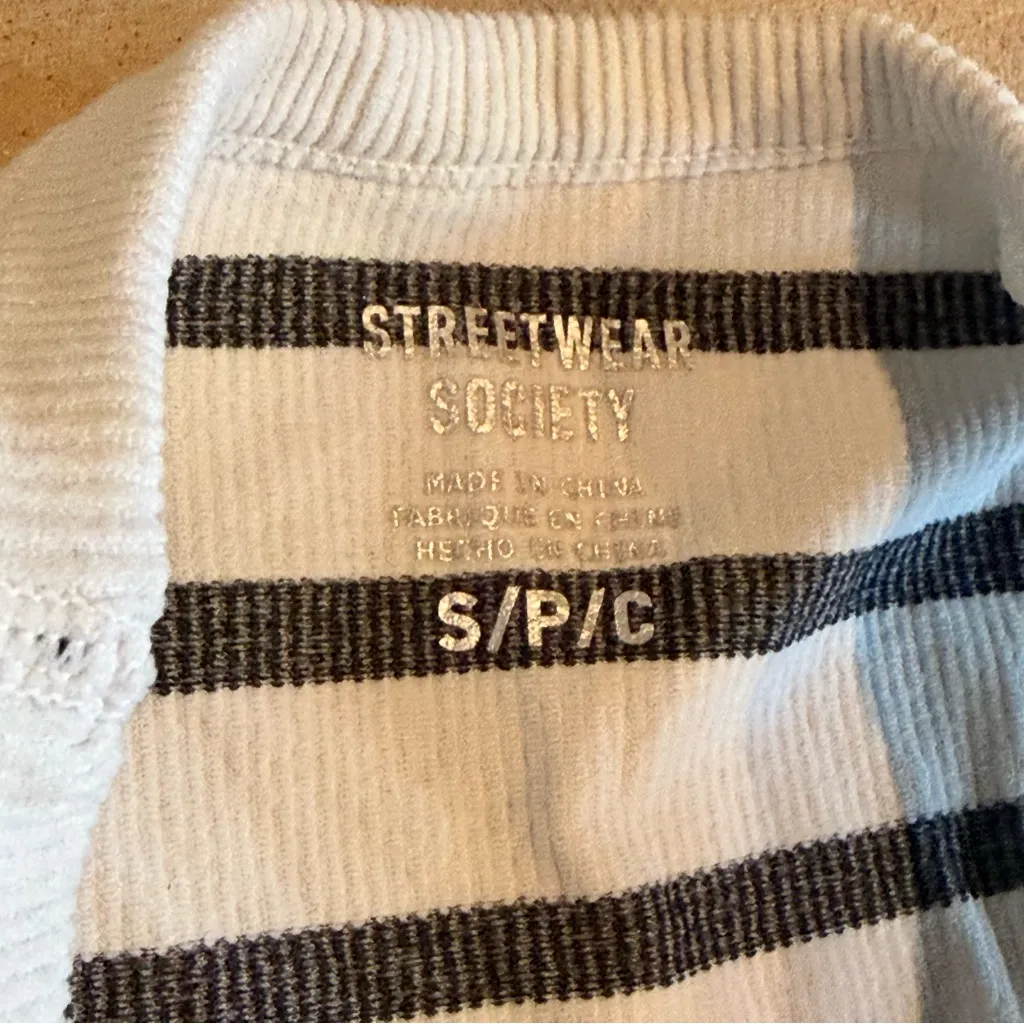 STREETWEAR
SOCIETY
MADE IN CHINA
FABRIQUE EN CHINE
HECHO EN CHINA
S/P/C